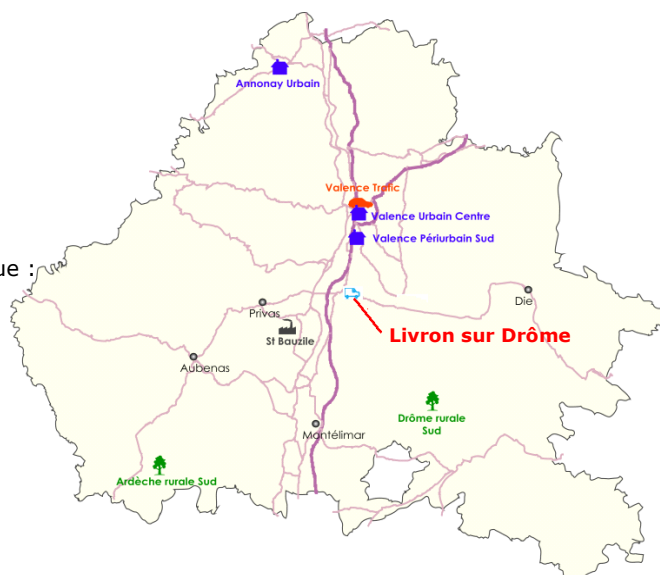 Annonay Urbain
Valence Trafic
Valence Urbain Centre
Valence Périurbain Sud
ue :
Die
Privas
St Bauzile
Livron sur Drôme
Aubenas
Drôme rurale
Sud
Montélimar
Ardèche rurale Sud